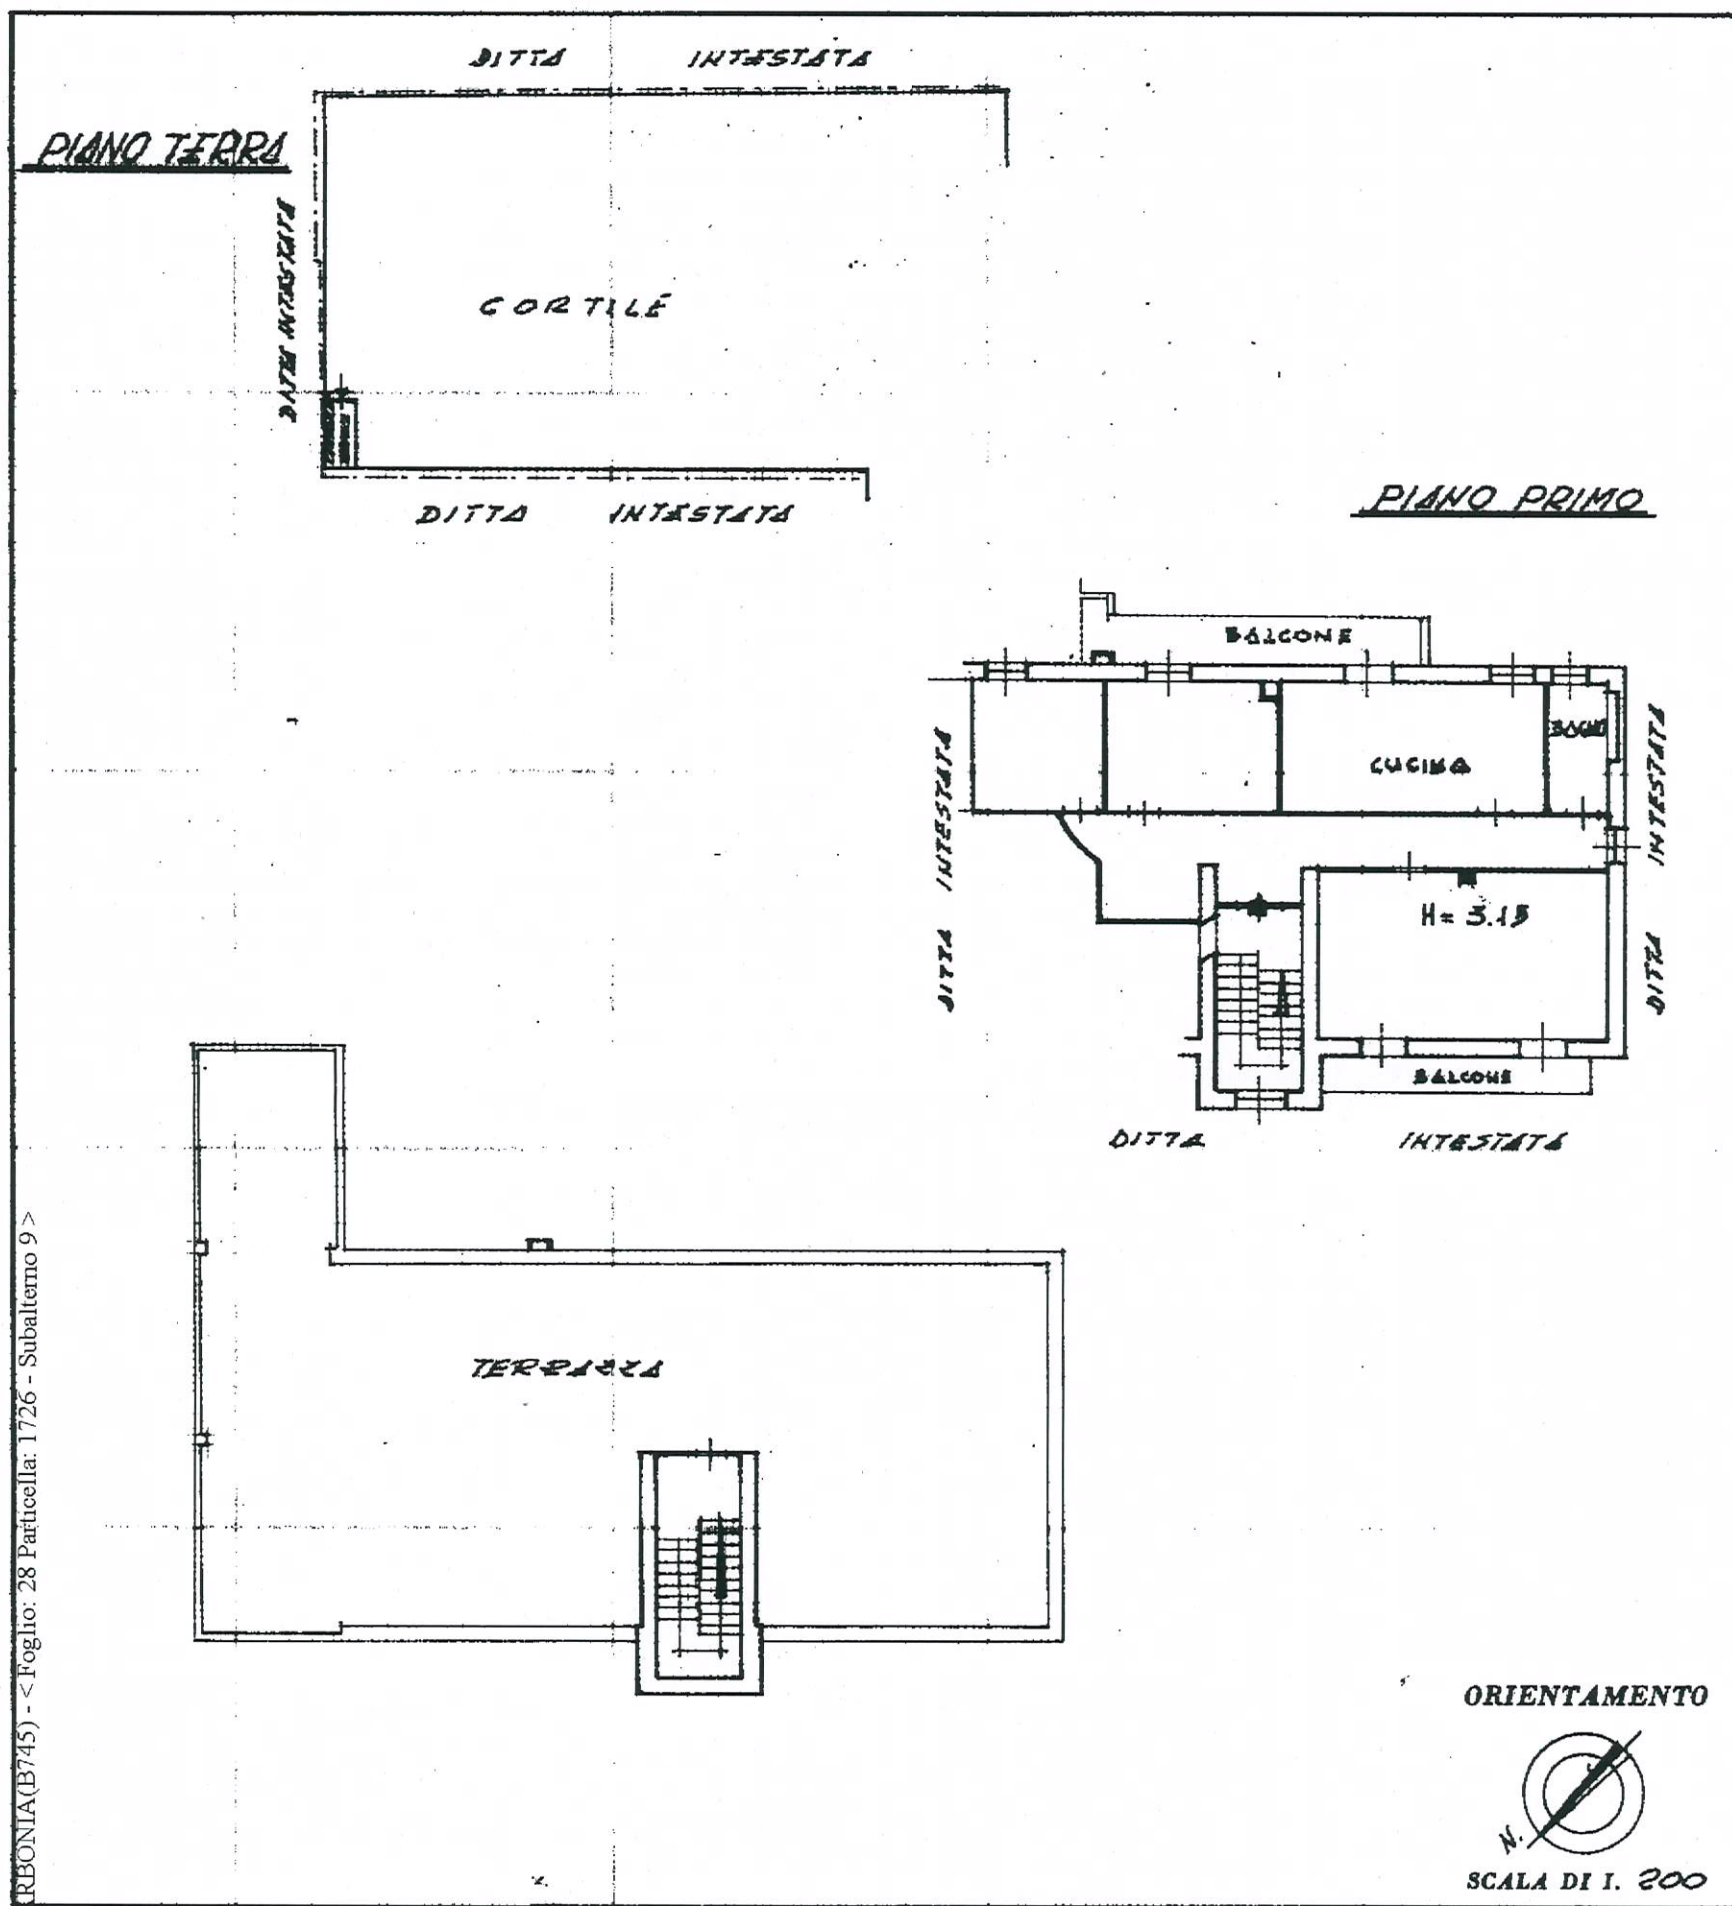 DITTA INTESTATA
PIANO TERRA
DITTA INTESTATA
CORTILE
DITTA INTESTATA
PIANO PRIMO
BALCONE
BAGNO
CUCINA
DITTA INTESTATA
DITTA INTESTATA
H= 3.15
BALCONE
DITTA INTESTATA
TERRAZZA
RBONIA(B745) - < Foglio: 28 Particella: 1726 - Subalterno 9 >
ORIENTAMENTO
N.
SCALA DI 1. 200